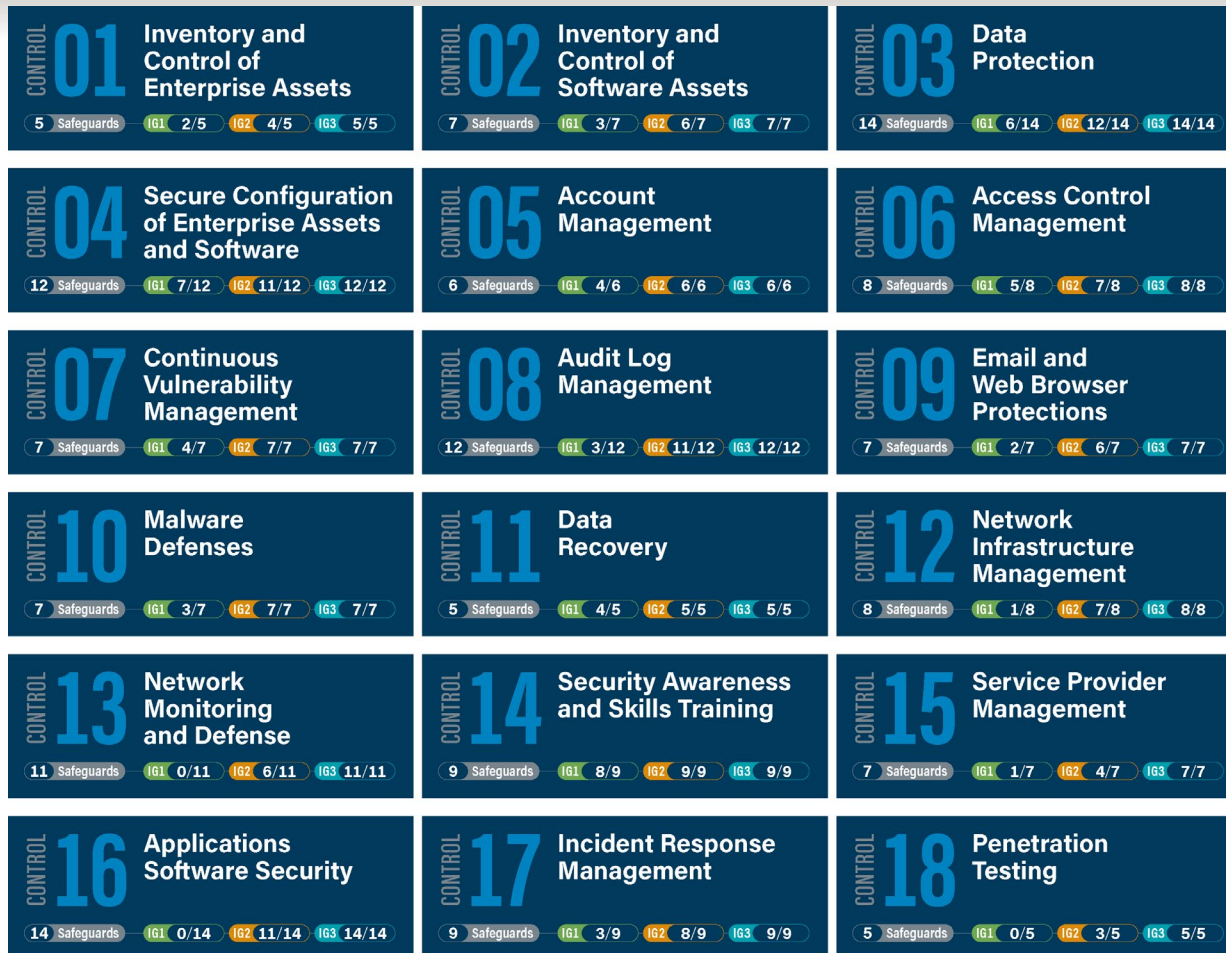 CONTROL
01
Inventory and
Control of
Enterprise Assets
5 Safeguards IG1 2/5 IG2 4/5 IG3 5/5
CONTROL
02
Inventory and
Control of
Software Assets
7 Safeguards IG1 3/7 IG2 6/7 IG3 7/7
CONTROL
03
Data
Protection
14 Safeguards IG1 6/14 IG2 12/14 IG3 14/14
CONTROL
04
Secure Configuration
of Enterprise Assets
and Software
12 Safeguards IG1 7/12 IG2 11/12 IG3 12/12
CONTROL
05
Account
Management
6 Safeguards IG1 4/6 IG2 6/6 IG3 6/6
CONTROL
06
Access Control
Management
8 Safeguards IG1 5/8 IG2 7/8 IG3 8/8
CONTROL
07
Continuous
Vulnerability
Management
7 Safeguards IG1 4/7 IG2 7/7 IG3 7/7
CONTROL
08
Audit Log
Management
12 Safeguards IG1 3/12 IG2 11/12 IG3 12/12
CONTROL
09
Email and
Web Browser
Protections
7 Safeguards IG1 2/7 IG2 6/7 IG3 7/7
CONTROL
10
Malware
Defenses
7 Safeguards IG1 3/7 IG2 7/7 IG3 7/7
CONTROL
11
Data
Recovery
5 Safeguards IG1 4/5 IG2 5/5 IG3 5/5
CONTROL
12
Network
Infrastructure
Management
8 Safeguards IG1 1/8 IG2 7/8 IG3 8/8
CONTROL
13
Network
Monitoring
and Defense
11 Safeguards IG1 0/11 IG2 6/11 IG3 11/11
CONTROL
14
Security Awareness
and Skills Training
9 Safeguards IG1 8/9 IG2 9/9 IG3 9/9
CONTROL
15
Service Provider
Management
7 Safeguards IG1 1/7 IG2 4/7 IG3 7/7
CONTROL
16
Applications
Software Security
14 Safeguards IG1 0/14 IG2 11/14 IG3 14/14
CONTROL
17
Incident Response
Management
9 Safeguards IG1 3/9 IG2 8/9 IG3 9/9
CONTROL
18
Penetration
Testing
5 Safeguards IG1 0/5 IG2 3/5 IG3 5/5